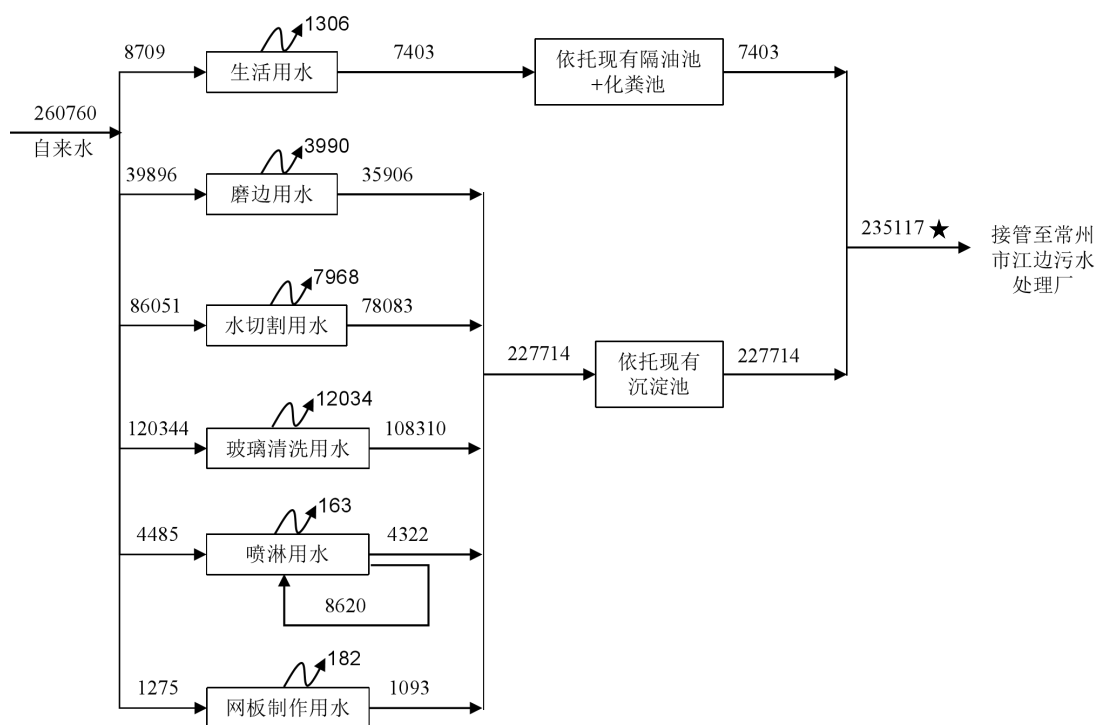 1306
8709
生活用水
7403
依托现有隔油池
+化粪池
7403
260760
自来水
3990
39896
磨边用水
35906
235117★
接管至常州
市江边污水
处理厂
7968
86051
水切割用水
78083
227714
依托现有
沉淀池
227714
12034
120344
玻璃清洗用水
108310
163
4485
喷淋用水
4322
8620
182
1275
网板制作用水
1093